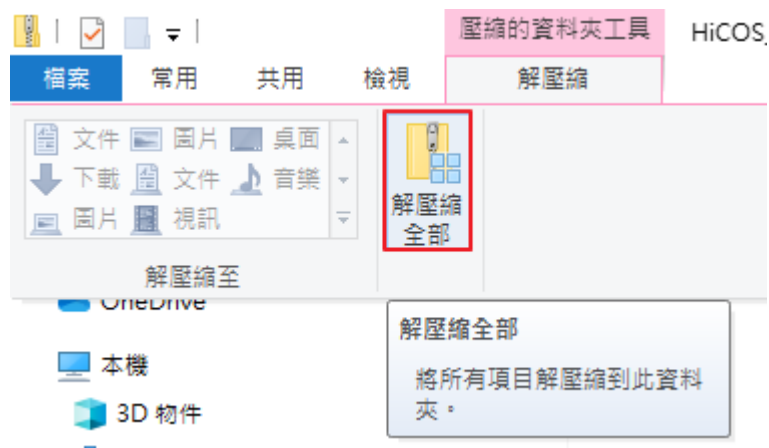 壓縮的資料夾工具 HiCOS_
檔案 常用 共用 檢視 解壓縮
文件 圖片 桌面
下載 文件 音樂
圖片 視訊
解壓縮至
解壓縮
全部
OneDrive
本機
3D 物件
解壓縮全部
將所有項目解壓縮到此資料
夾。